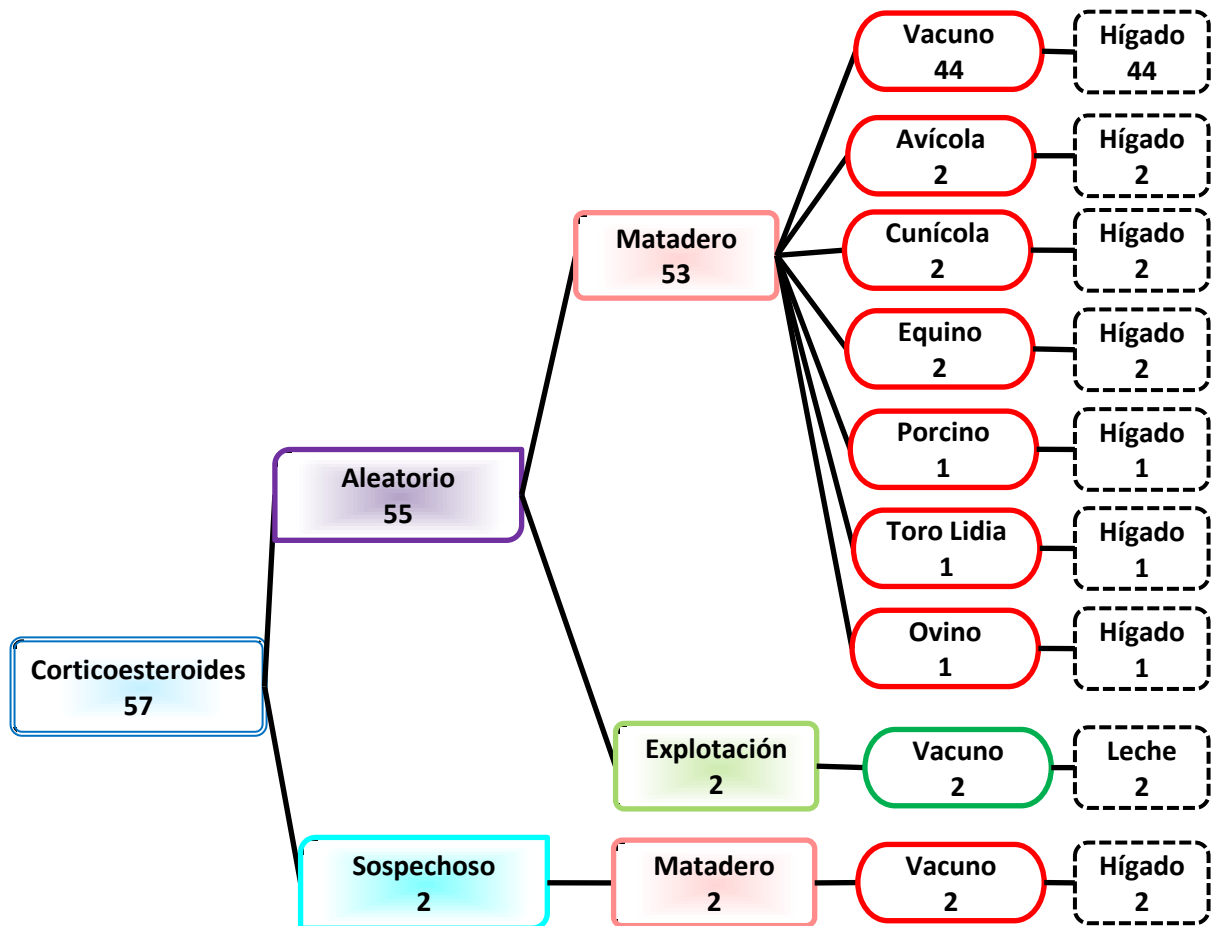 Vacuno
44
Hígado
44
Avícola
2
Hígado
2
Matadero
53
Cunícola
2
Hígado
2
Equino
2
Hígado
2
Porcino
1
Hígado
1
Aleatorio
55
Toro Lidia
1
Hígado
1
Ovino
1
Hígado
1
Corticoesteroides
57
Explotación
2
Vacuno
2
Leche
2
Sospechoso
2
Matadero
2
Vacuno
2
Hígado
2